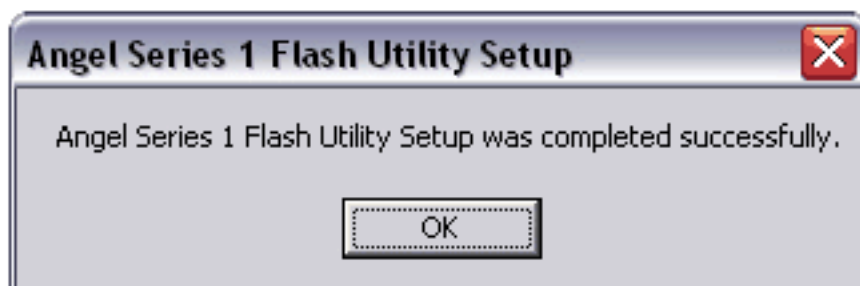 Angel Series 1 Flash Utility Setup
Angel Series 1 Flash Utility Setup was completed successfully.
OK